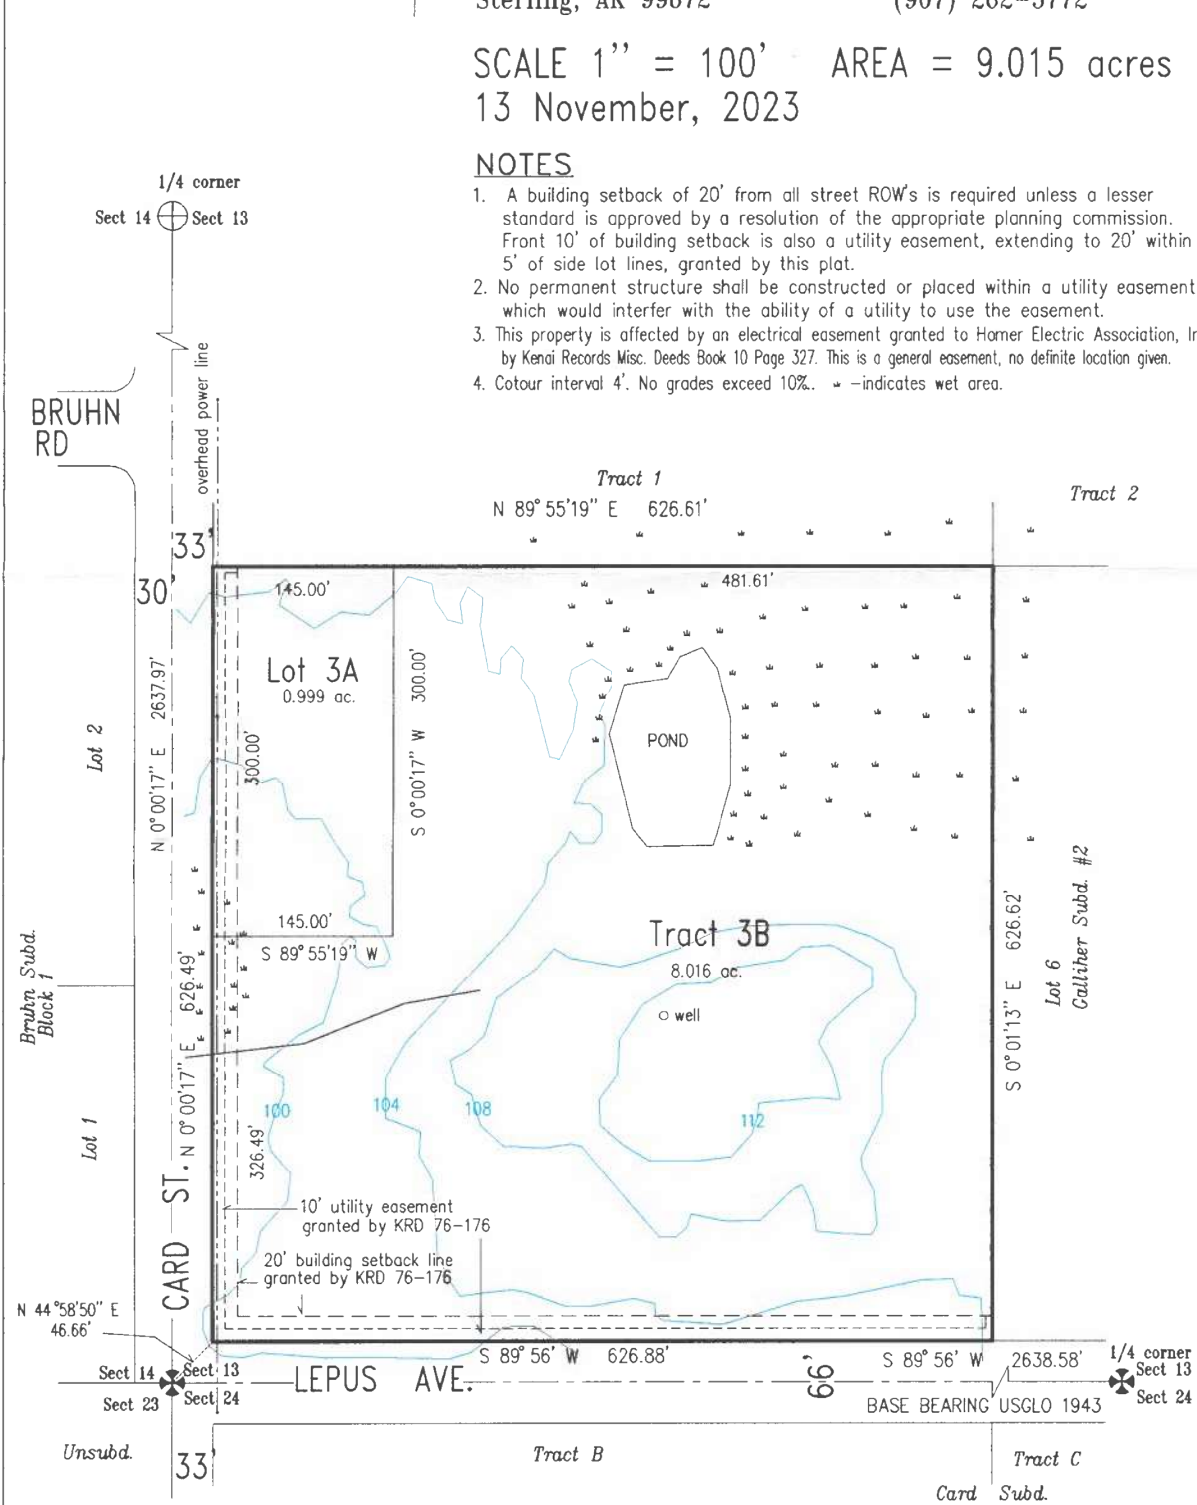 Sterling, AK 99672 (907) 262-5772
SCALE 1'' = 100' AREA = 9.015 acres
13 November, 2023
NOTES
1. A building setback of 20' from all street ROW's is required unless a lesser
standard is approved by a resolution of the appropriate planning commission.
Front 10' of building setback is also a utility easement, extending to 20' within
5' of side lot lines, granted by this plat.
2. No permanent structure shall be constructed or placed within a utility easement
which would interfer with the ability of a utility to use the easement.
3. This property is affected by an electrical easement granted to Homer Electric Association, In
by Kenai Records Misc. Deeds Book 10 Page 327. This is a general easement, no definite location given.
4. Cotour interval 4'. No grades exceed 10%.. -indicates wet area.
1/4 corner
Sect 14 Sect 13
overhead power line
BRUHN
RD
Tract 1
N 89°55'19" E 626.61'
Tract 2
33'
30'
145.00'
481.61'
Lot 3A
0.999 ac.
300.00'
S 0°00'17" W 300.00'
N 0°00'17" E 2637.97'
Lot 2
POND
145.00'
S 89°55'19" W
Tract 3B
8.016 ac.
well
Bruhn Subd.
Block 1
N 0°00'17" E 626.49'
S 0°01'13" E 626.62'
Lot 6
Galliher Subd. #2
100
104
108
112
Lot 1
326.49'
CARD ST.
10' utility easement
granted by KRD 76-176
20' building setback line
granted by KRD 76-176
N 44°58'50" E
46.66'
Sect 14 Sect 13
Sect 23 Sect 24
LEPUS AVE.
S 89°56' W 626.88'
66'
S 89°56' W 2638.58'
1/4 corner
Sect 13
Sect 24
BASE BEARING USGLO 1943
Unsubd.
33'
Tract B
Tract C
Card Subd.